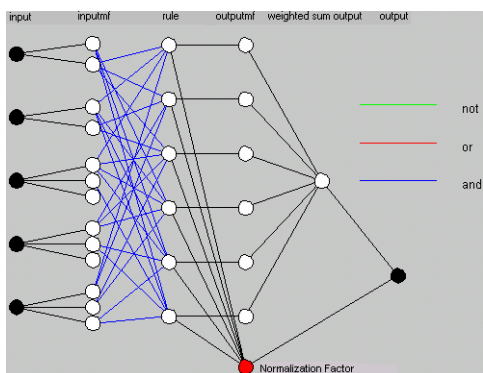 input inputmf rule outputmf weighted sum output output
not
or
and
Normalization Factor